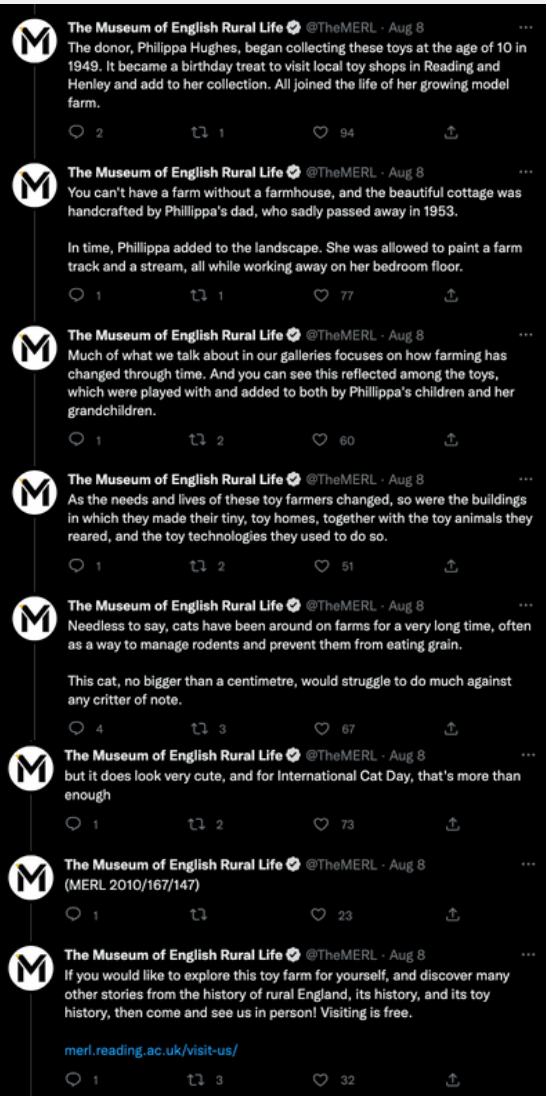 The Museum of English Rural Life @TheMERL · Aug 8 ···
The donor, Philippa Hughes, began collecting these toys at the age of 10 in
1949. It became a birthday treat to visit local toy shops in Reading and
Henley and add to her collection. All joined the life of her growing model
farm.
2 1 94
The Museum of English Rural Life @TheMERL · Aug 8 ···
You can't have a farm without a farmhouse, and the beautiful cottage was
handcrafted by Phillippa's dad, who sadly passed away in 1953.
In time, Phillippa added to the landscape. She was allowed to paint a farm
track and a stream, all while working away on her bedroom floor.
1 1 77
The Museum of English Rural Life @TheMERL · Aug 8 ···
Much of what we talk about in our galleries focuses on how farming has
changed through time. And you can see this reflected among the toys,
which were played with and added to both by Phillippa's children and her
grandchildren.
1 2 60
The Museum of English Rural Life @TheMERL · Aug 8 ···
As the needs and lives of these toy farmers changed, so were the buildings
in which they made their tiny, toy homes, together with the toy animals they
reared, and the toy technologies they used to do so.
1 2 51
The Museum of English Rural Life @TheMERL · Aug 8 ···
Needless to say, cats have been around on farms for a very long time, often
as a way to manage rodents and prevent them from eating grain.
This cat, no bigger than a centimetre, would struggle to do much against
any critter of note.
4 3 67
The Museum of English Rural Life @TheMERL · Aug 8 ···
but it does look very cute, and for International Cat Day, that's more than
enough
1 2 73
The Museum of English Rural Life @TheMERL · Aug 8 ···
(MERL 2010/167/147)
1 23
The Museum of English Rural Life @TheMERL · Aug 8 ···
If you would like to explore this toy farm for yourself, and discover many
other stories from the history of rural England, its history, and its toy
history, then come and see us in person! Visiting is free.
merl.reading.ac.uk/visit-us/
1 3 32